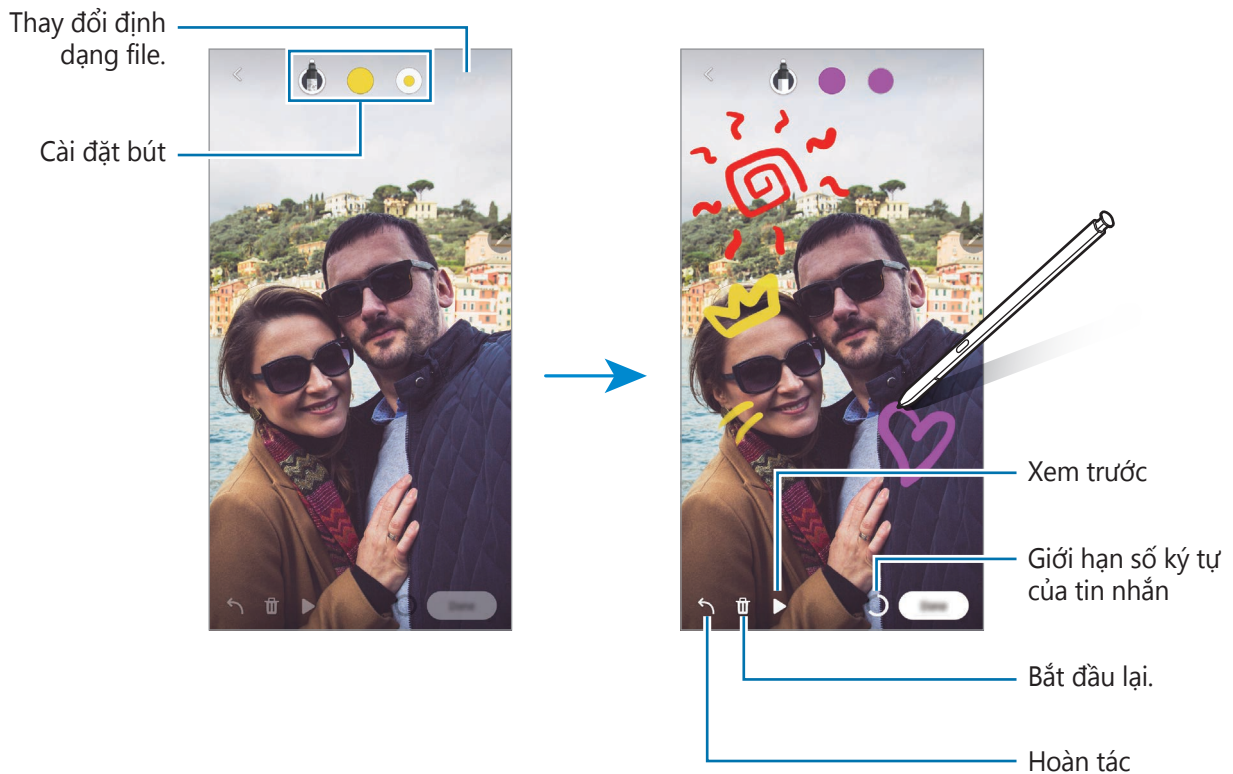 Thay đổi định
dạng file.
Cài đặt bút
Xem trước
Giới hạn số ký tự
của tin nhắn
Bắt đầu lại.
Hoàn tác